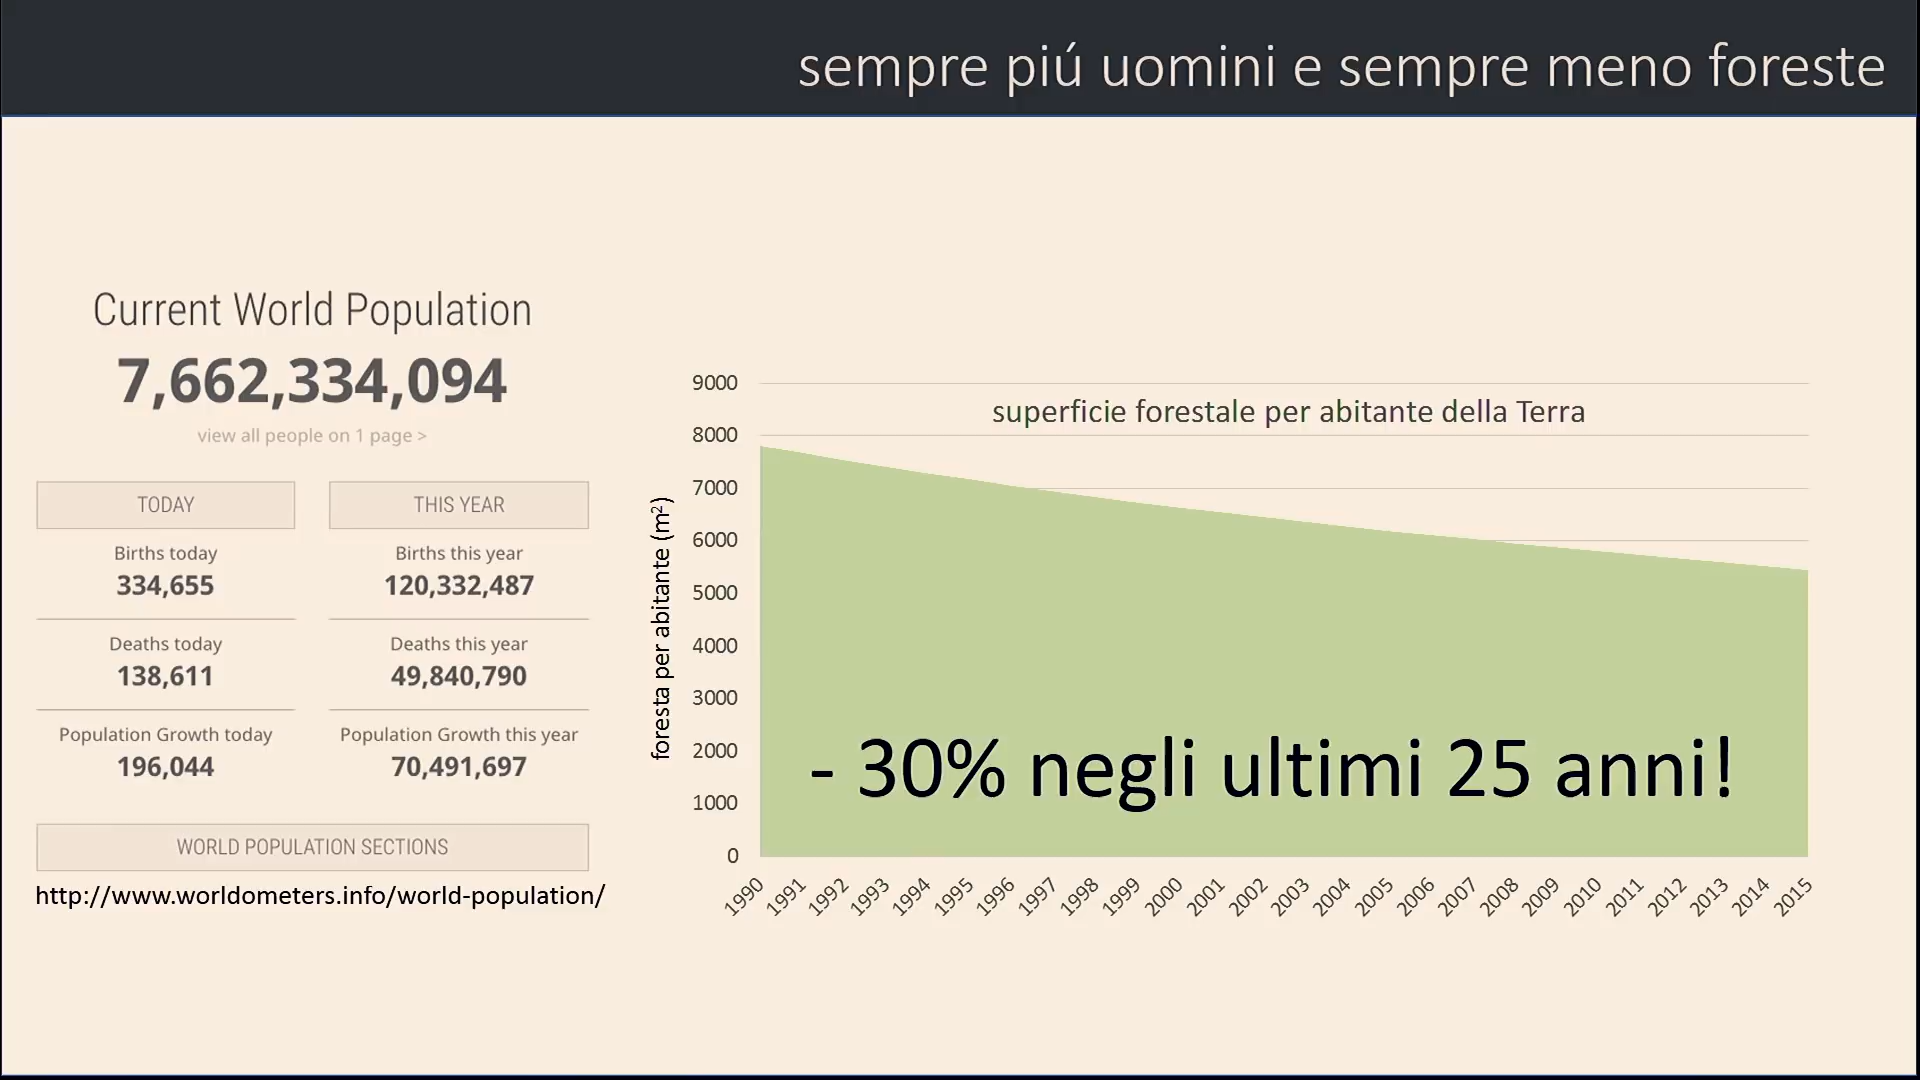 sempre piú uomini e sempre meno foreste
Current World Population
7,662,334,094
view all people on 1 page >
TODAY
THIS YEAR
Births today
334,655
Births this year
120,332,487
Deaths today
138,611
Deaths this year
49,840,790
Population Growth today
196,044
Population Growth this year
70,491,697
WORLD POPULATION SECTIONS
http://www.worldometers.info/world-population/
superficie forestale per abitante della Terra
foresta per abitante (m²)
9000
8000
7000
6000
5000
4000
3000
2000
1000
0
- 30% negli ultimi 25 anni!
1990 1991 1992 1993 1994 1995 1996 1997 1998 1999 2000 2001 2002 2003 2004 2005 2006 2007 2008 2009 2010 2011 2012 2013 2014 2015